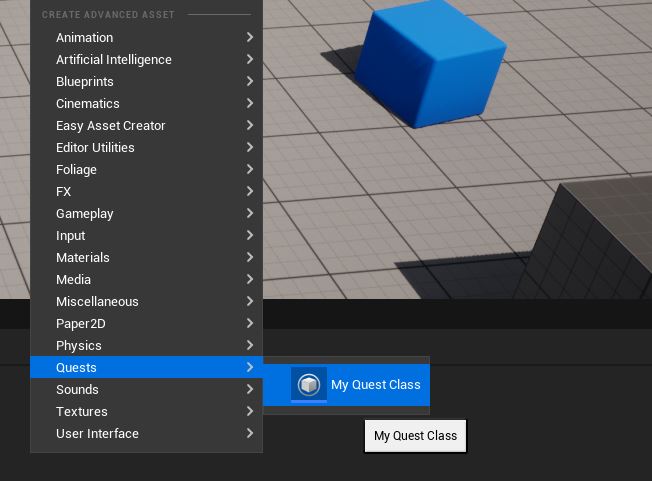 CREATE ADVANCED ASSET
Animation
Artificial Intelligence
Blueprints
Cinematics
Easy Asset Creator
Editor Utilities
Foliage
FX
Gameplay
Input
Materials
Media
Miscellaneous
Paper2D
Physics
Quests
My Quest Class
Sounds
Textures
My Quest Class
User Interface